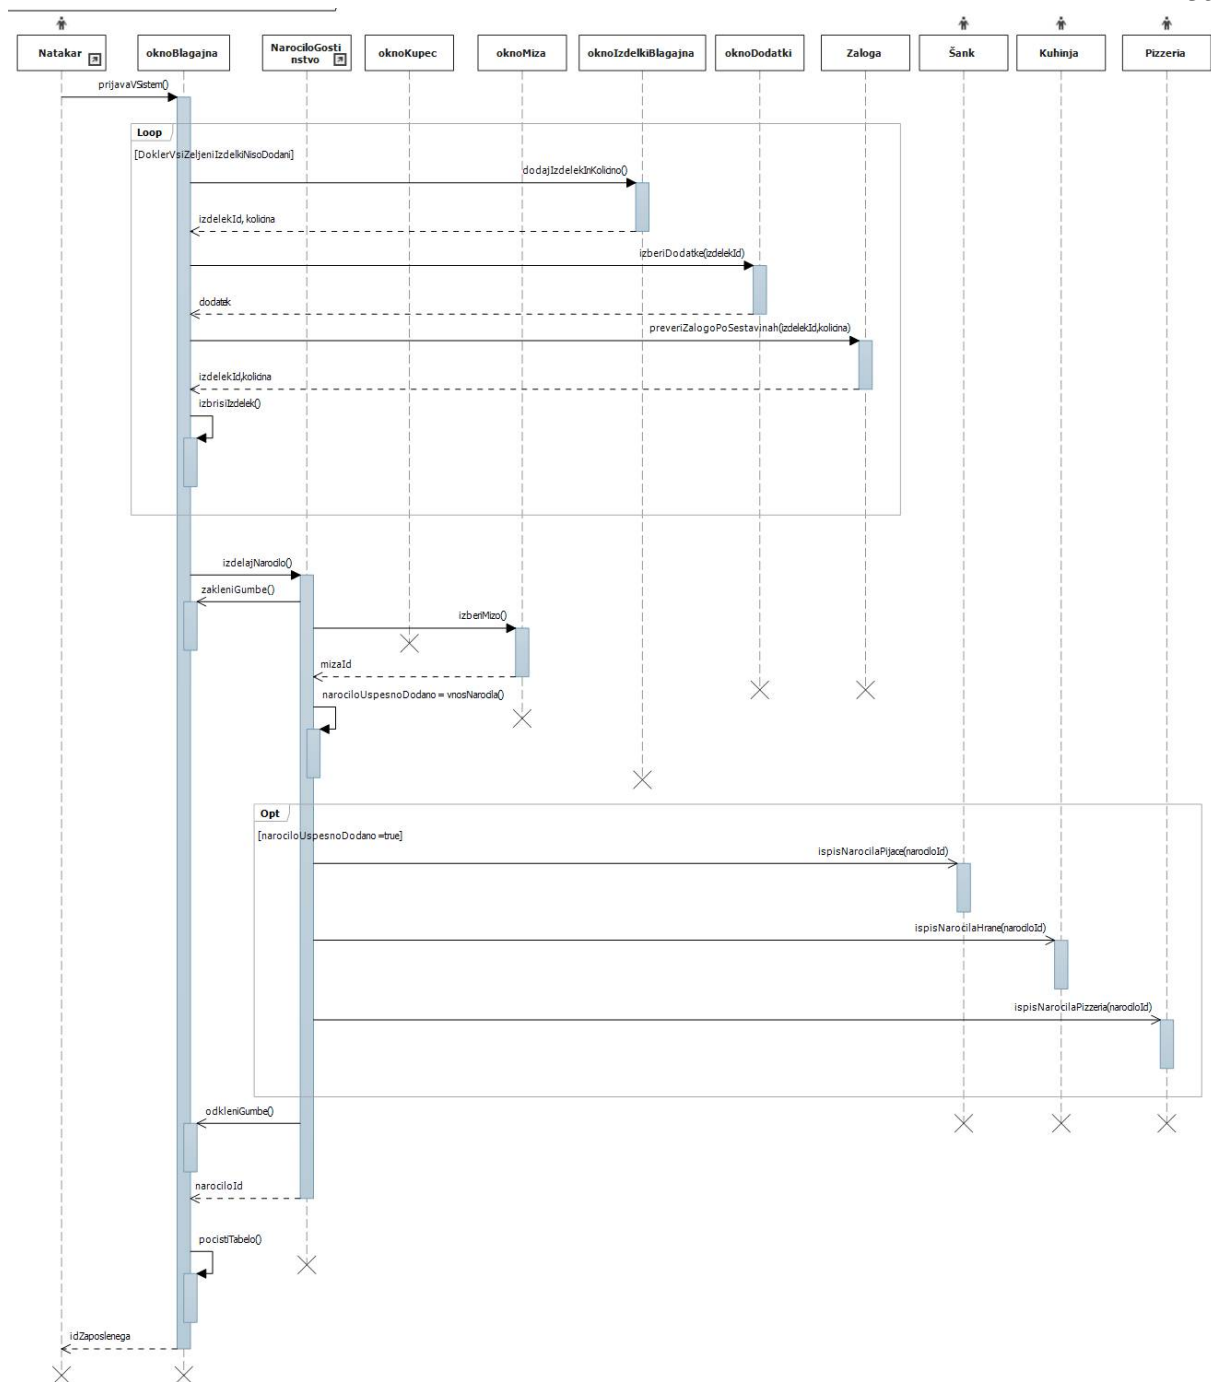 Natakar
oknoBlagajna
NarociloGosti
nstvo
oknoKupec
oknoMiza
oknoIzdelkiBlagajna
oknoDodatki
Zaloga
Šank
Kuhinja
Pizzeria
prijavaVSistem()
Loop
[DoklerVsiZeljeniIzdelkiNisoDodani]
dodajIzdelekInKolicino()
izdelekId, kolicina
izberiDodatke(izdelekId)
dodatek
preveriZalogoPoSestavinah(izdelekId,kolicina)
izdelekId,kolicina
izbrisiIzdelek()
izdelajNarocilo()
zakleniGumbe()
izberiMizo()
mizaId
narociloUspesnoDodano = vnosNarocila()
Opt
[narociloUspesnoDodano =true]
ispisNarocilaPijace(narociloId)
ispisNarocilaHrane(narociloId)
ispisNarocilaPizzeria(narociloId)
odkleniGumbe()
narociloId
pocistiTabelo()
idZaposlenega